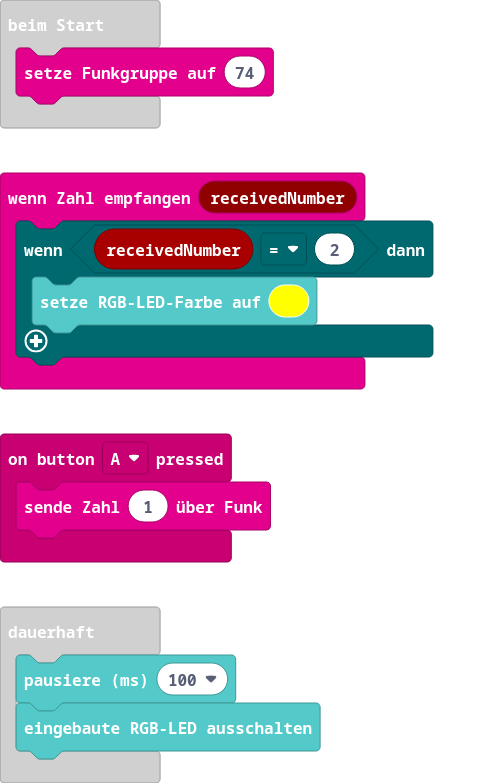 beim Start
setze Funkgruppe auf 74
wenn Zahl empfangen receivedNumber
wenn receivedNumber = 2 dann
setze RGB-LED-Farbe auf
on button A pressed
sende Zahl 1 über Funk
dauerhaft
pausiere (ms) 100
eingebaute RGB-LED ausschalten